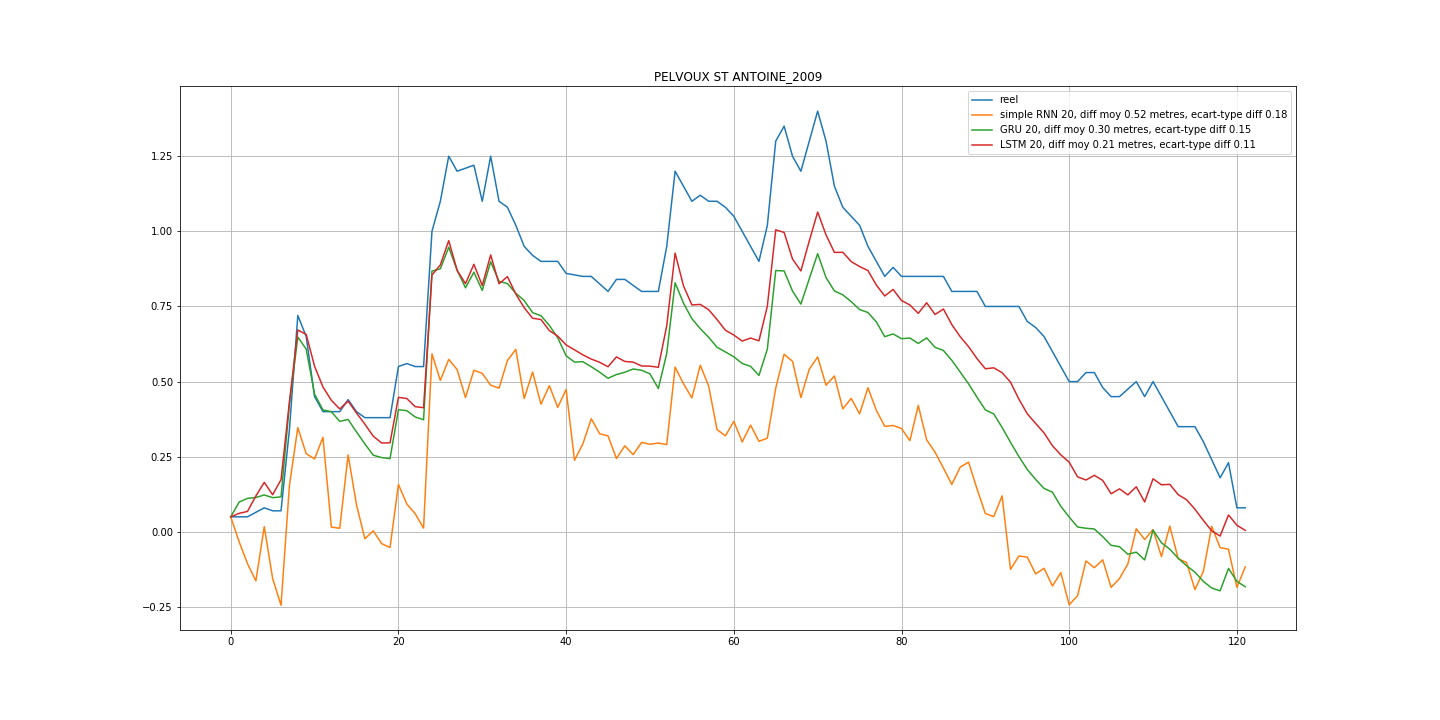 PELVOUX ST ANTOINE_2009
reel
simple RNN 20, diff moy 0.52 metres, ecart-type diff 0.18
GRU 20, diff moy 0.30 metres, ecart-type diff 0.15
LSTM 20, diff moy 0.21 metres, ecart-type diff 0.11
1.25
1.00
0.75
0.50
0.25
0.00
−0.25
0 20 40 60 80 100 120